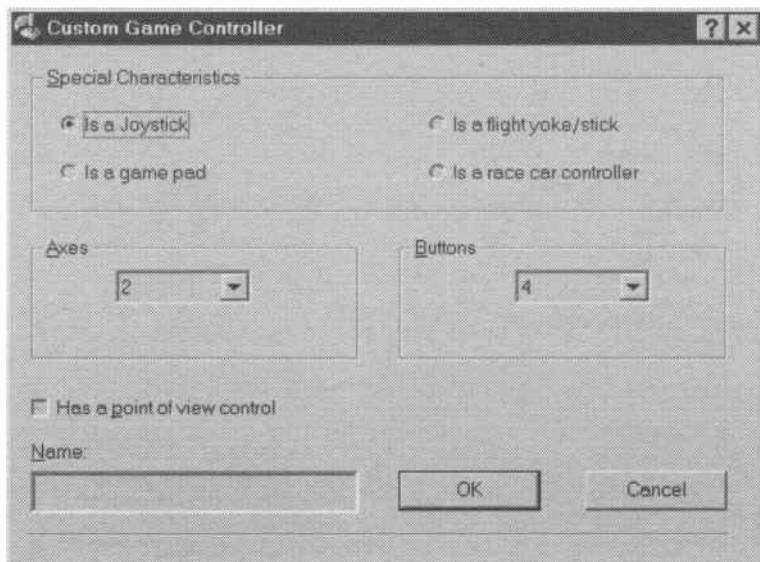 Custom Game Controller
Special Characteristics
Is a Joystick
Is a flight yoke/stick
Is a game pad
Is a race car controller
Axes
Buttons
2
4
Has a point of view control
Name:
OK
Cancel